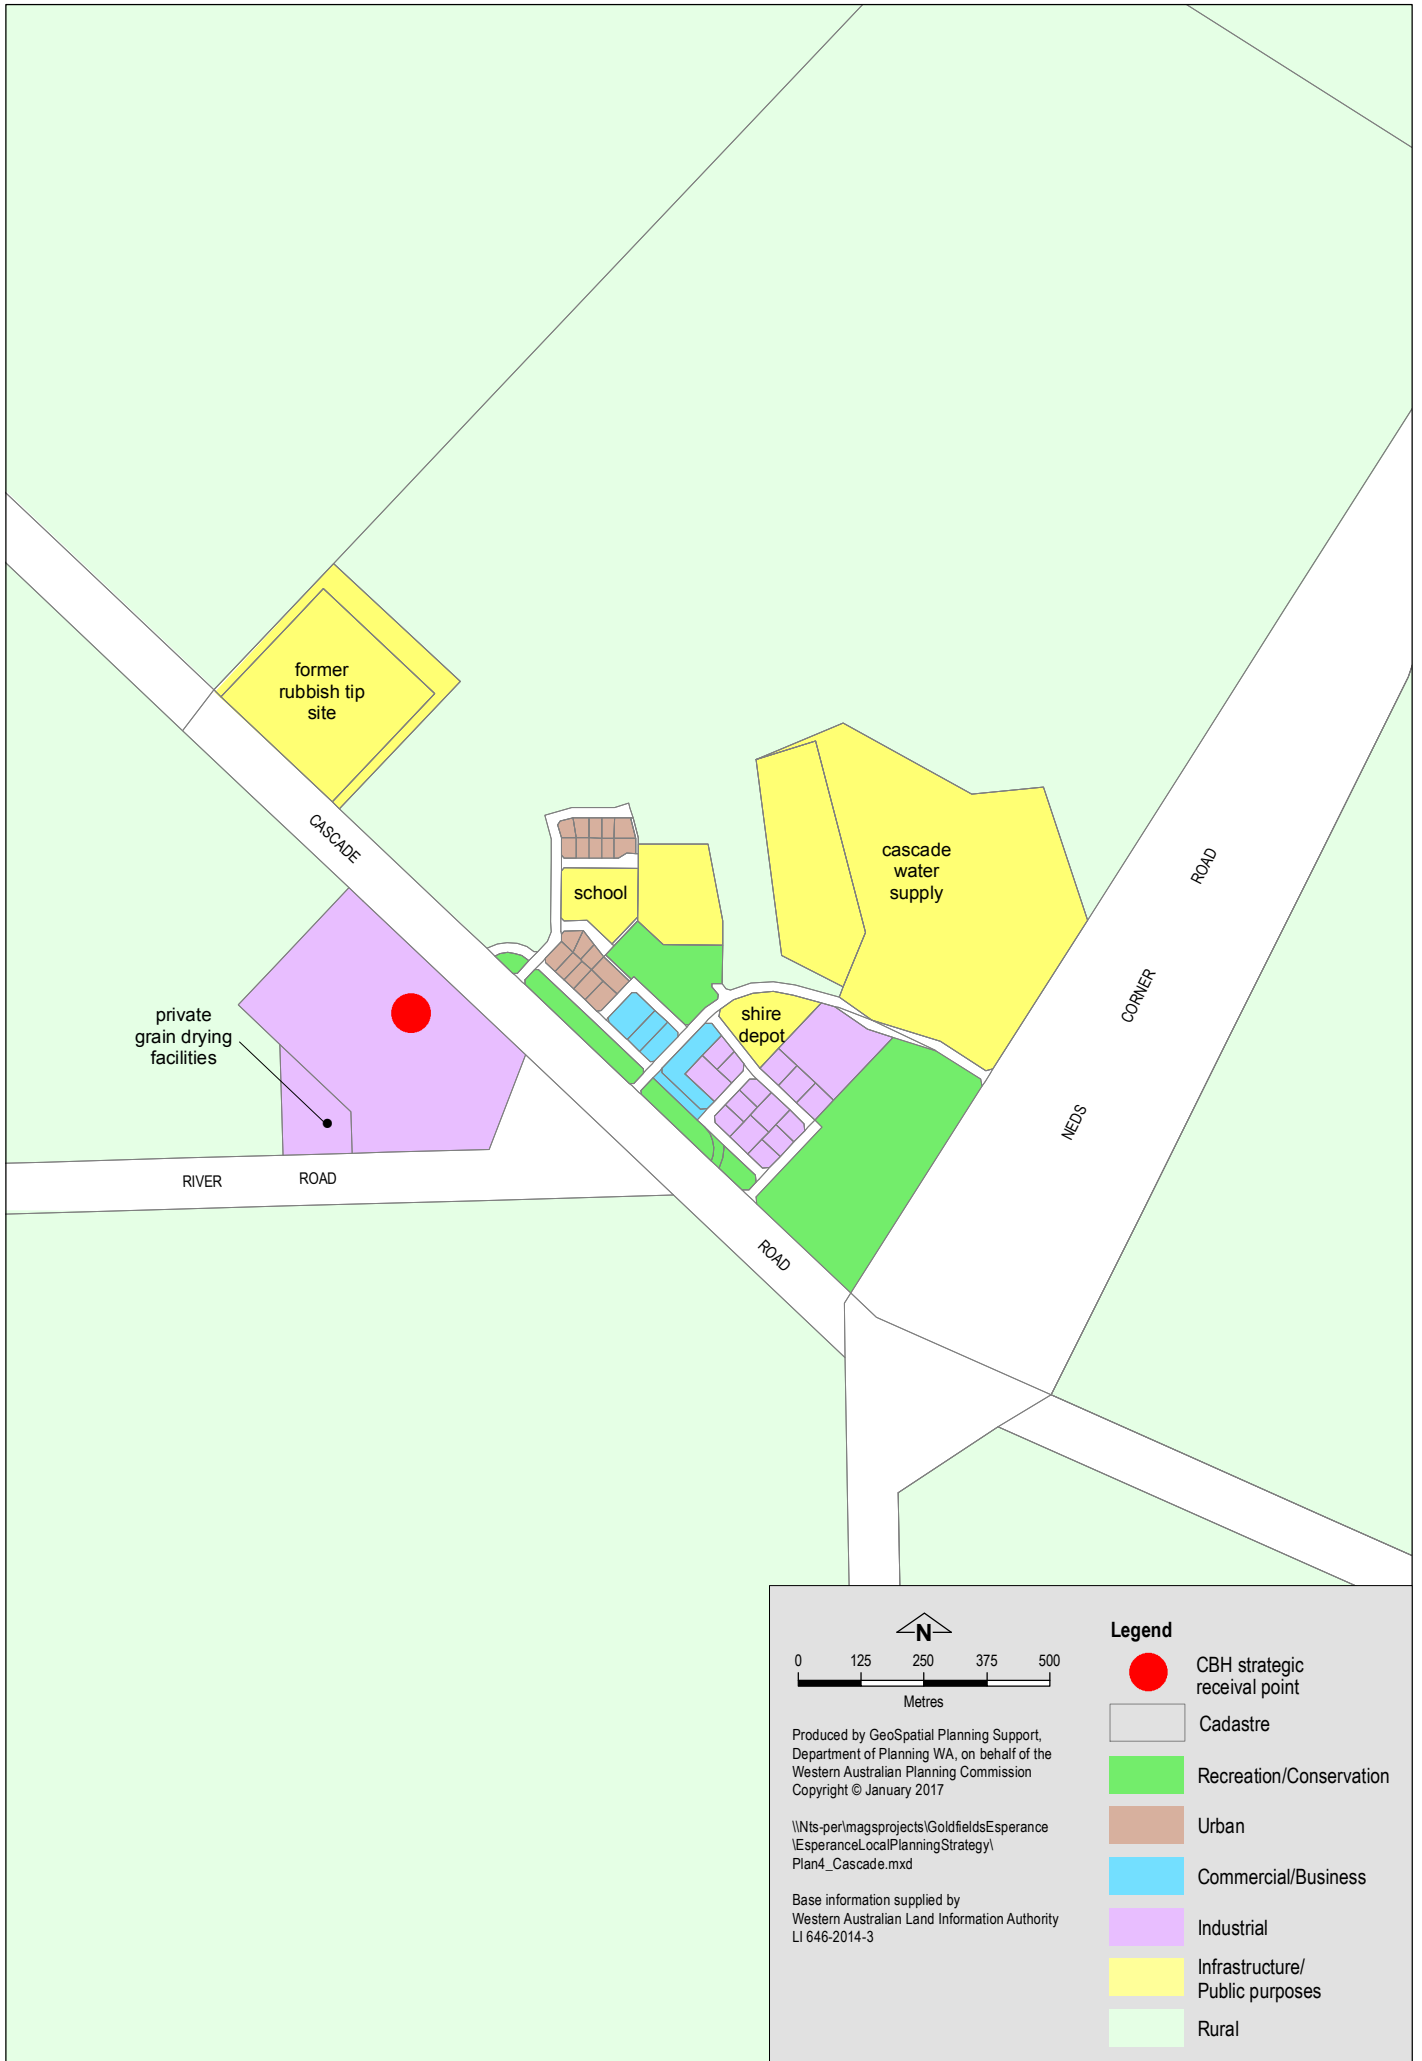 former
rubbish tip
site
CASCADE
ROAD
cascade
water
supply
school
CORNER
private
grain drying
facilities
shire
depot
NEDS
RIVER
ROAD
ROAD
N
0 125 250 375 500
Metres
Produced by GeoSpatial Planning Support,
Department of Planning WA, on behalf of the
Western Australian Planning Commission
Copyright © January 2017
\\Nts-per\magsprojects\GoldfieldsEsperance
\EsperanceLocalPlanningStrategy\
Plan4_Cascade.mxd
Base information supplied by
Western Australian Land Information Authority
LI 646-2014-3
Legend
CBH strategic
receival point
Cadastre
Recreation/Conservation
Urban
Commercial/Business
Industrial
Infrastructure/
Public purposes
Rural